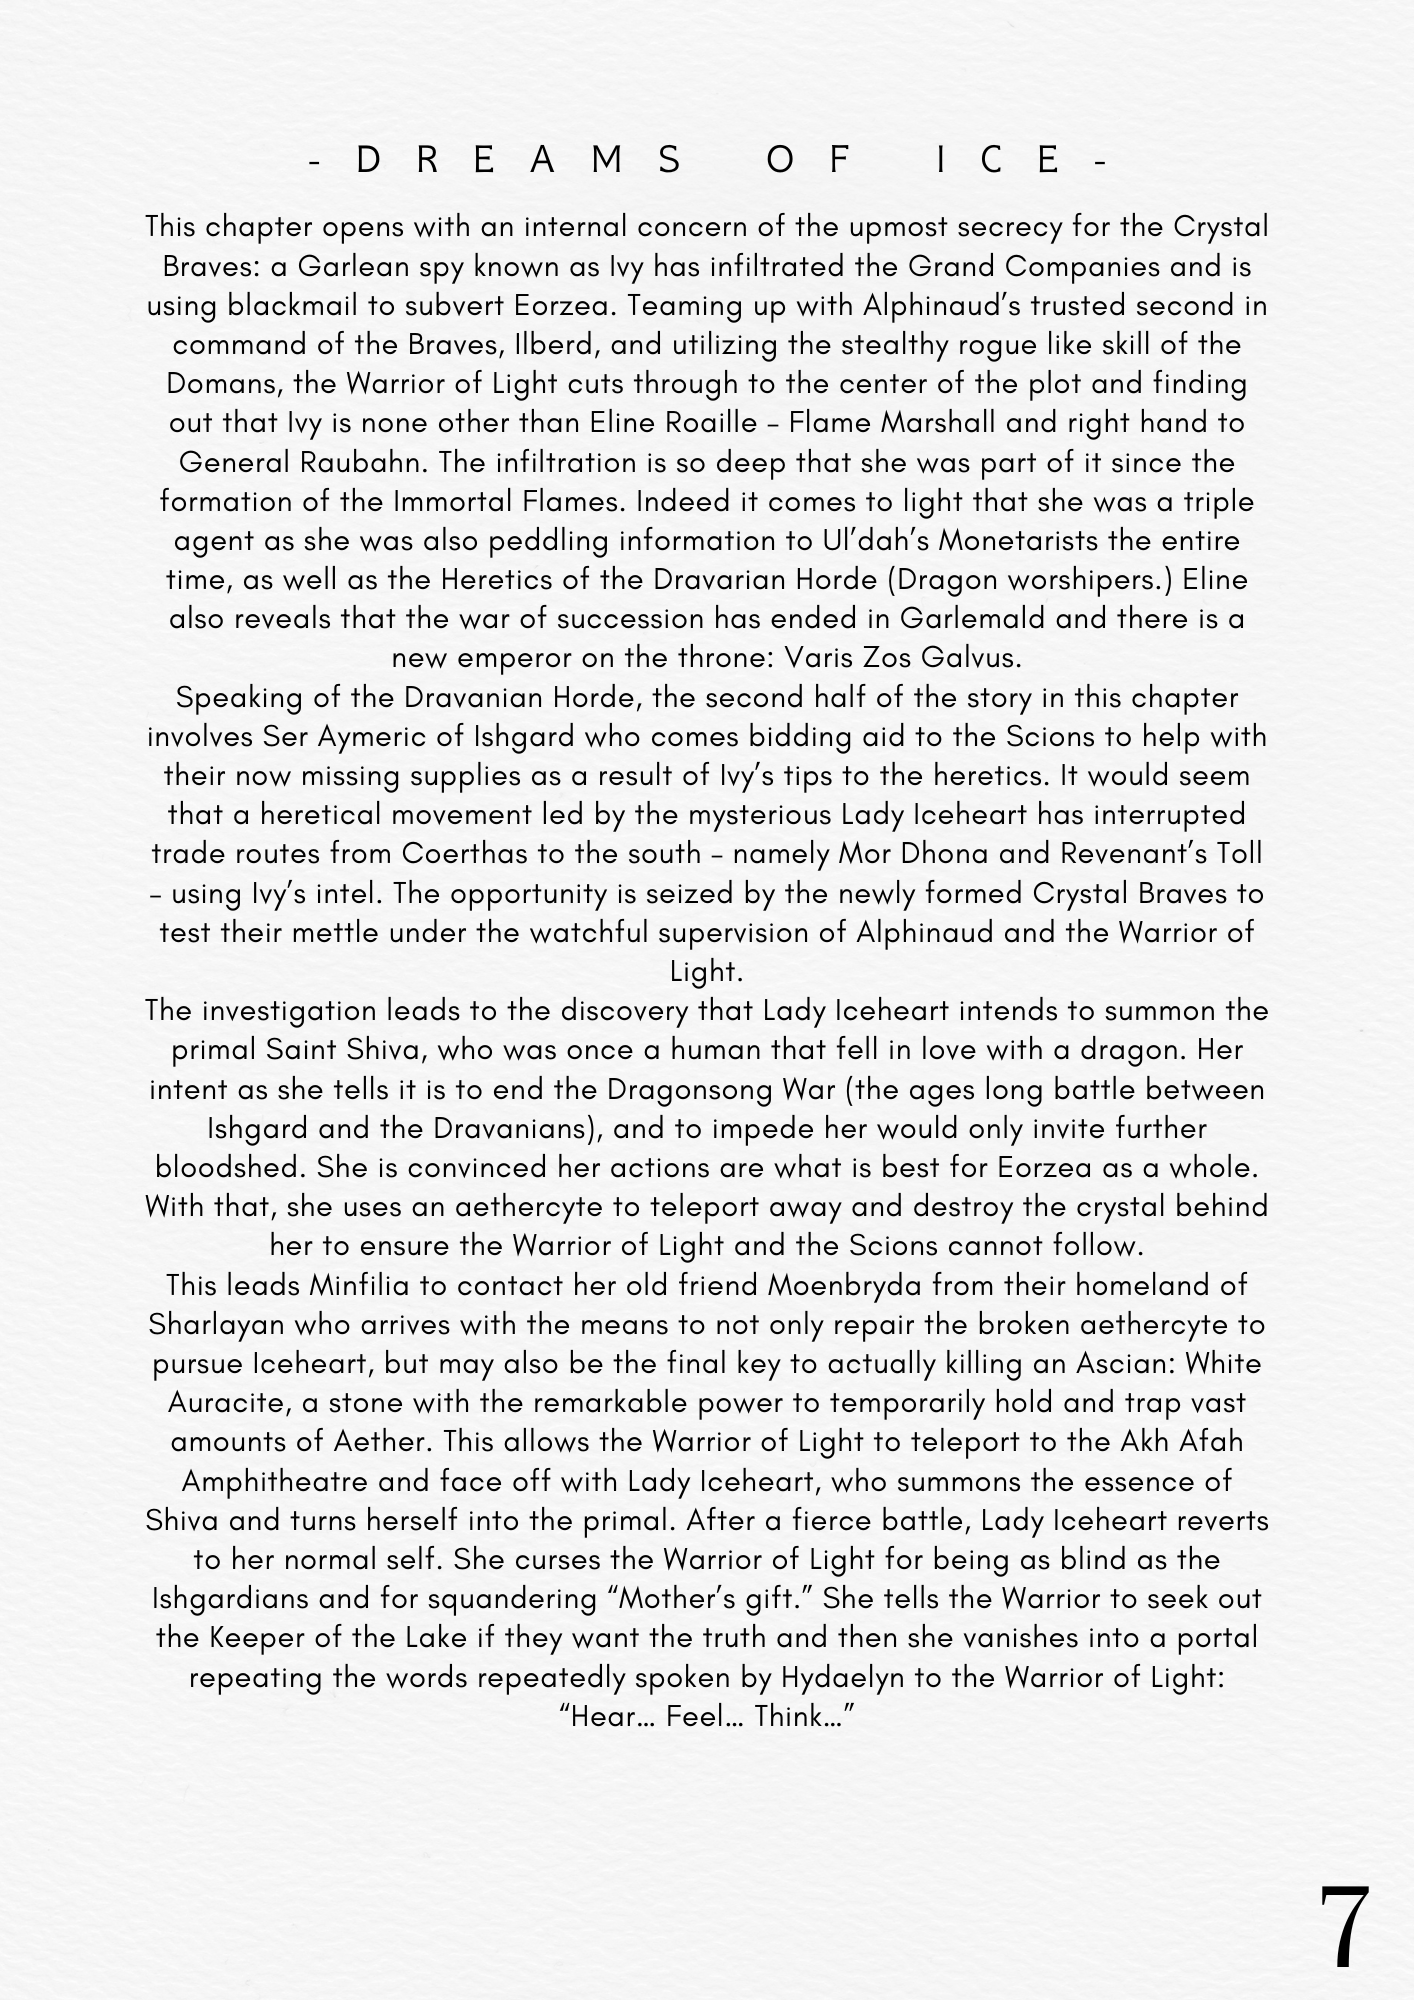 - DREAMS OF ICE -
This chapter opens with an internal concern of the upmost secrecy for the Crystal
Braves: a Garlean spy known as Ivy has infiltrated the Grand Companies and is
using blackmail to subvert Eorzea. Teaming up with Alphinaud’s trusted second in
command of the Braves, Ilberd, and utilizing the stealthy rogue like skill of the
Domans, the Warrior of Light cuts through to the center of the plot and finding
out that Ivy is none other than Eline Roaille – Flame Marshall and right hand to
General Raubahn. The infiltration is so deep that she was part of it since the
formation of the Immortal Flames. Indeed it comes to light that she was a triple
agent as she was also peddling information to Ul’dah’s Monetarists the entire
time, as well as the Heretics of the Dravarian Horde (Dragon worshipers.) Eline
also reveals that the war of succession has ended in Garlemald and there is a
new emperor on the throne: Varis Zos Galvus.
Speaking of the Dravanian Horde, the second half of the story in this chapter
involves Ser Aymeric of Ishgard who comes bidding aid to the Scions to help with
their now missing supplies as a result of Ivy’s tips to the heretics. It would seem
that a heretical movement led by the mysterious Lady Iceheart has interrupted
trade routes from Coerthas to the south – namely Mor Dhona and Revenant’s Toll
– using Ivy’s intel. The opportunity is seized by the newly formed Crystal Braves to
test their mettle under the watchful supervision of Alphinaud and the Warrior of
Light.
The investigation leads to the discovery that Lady Iceheart intends to summon the
primal Saint Shiva, who was once a human that fell in love with a dragon. Her
intent as she tells it is to end the Dragonsong War (the ages long battle between
Ishgard and the Dravanians), and to impede her would only invite further
bloodshed. She is convinced her actions are what is best for Eorzea as a whole.
With that, she uses an aethercyte to teleport away and destroy the crystal behind
her to ensure the Warrior of Light and the Scions cannot follow.
This leads Minfilia to contact her old friend Moenbryda from their homeland of
Sharlayan who arrives with the means to not only repair the broken aethercyte to
pursue Iceheart, but may also be the final key to actually killing an Ascian: White
Auracite, a stone with the remarkable power to temporarily hold and trap vast
amounts of Aether. This allows the Warrior of Light to teleport to the Akh Afah
Amphitheatre and face off with Lady Iceheart, who summons the essence of
Shiva and turns herself into the primal. After a fierce battle, Lady Iceheart reverts
to her normal self. She curses the Warrior of Light for being as blind as the
Ishgardians and for squandering “Mother’s gift.” She tells the Warrior to seek out
the Keeper of the Lake if they want the truth and then she vanishes into a portal
repeating the words repeatedly spoken by Hydaelyn to the Warrior of Light:
“Hear... Feel... Think...”
7